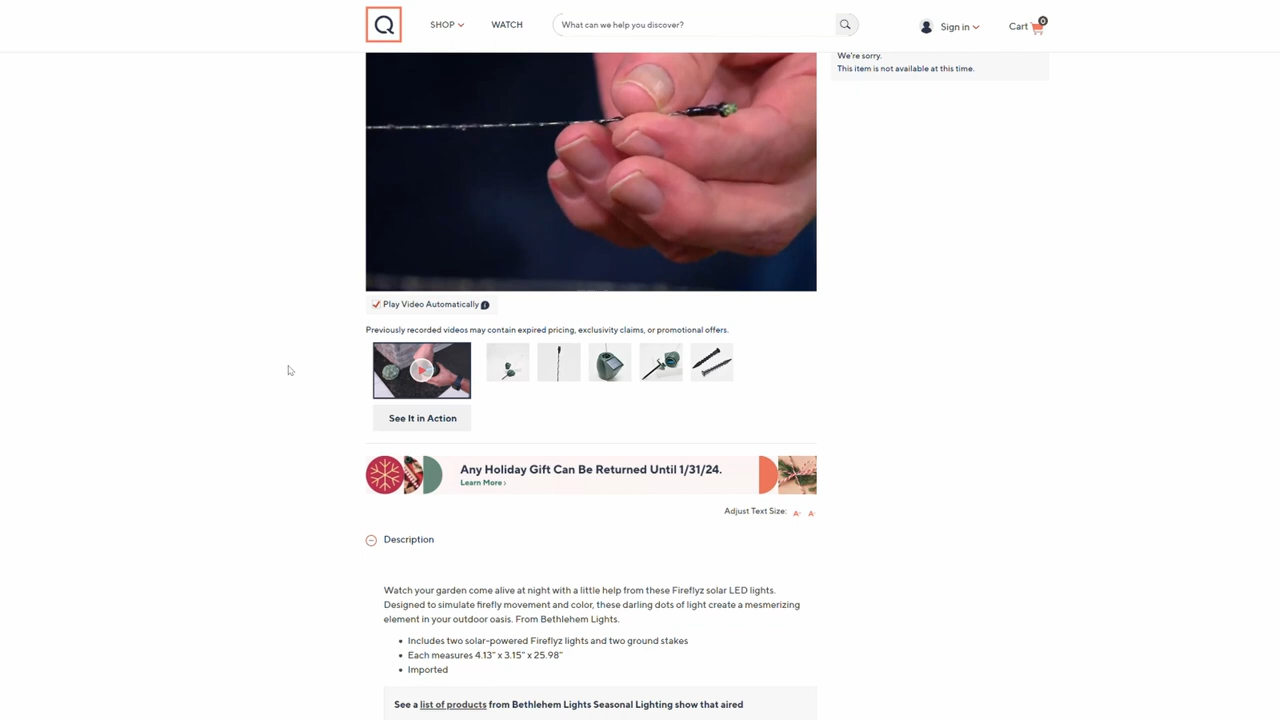 Q
SHOP
WATCH
What can we help you discover?
Sign in
Cart
0
We're sorry.
This item is not available at this time.
Play Video Automatically
Previously recorded videos may contain expired pricing, exclusivity claims, or promotional offers.
See It in Action
Any Holiday Gift Can Be Returned Until 1/31/24.
Learn More ›
Adjust Text Size: A- A+
Description
Watch your garden come alive at night with a little help from these Fireflyz solar LED lights.
Designed to simulate firefly movement and color, these darling dots of light create a mesmerizing
element in your outdoor oasis. From Bethlehem Lights.
• Includes two solar-powered Fireflyz lights and two ground stakes
• Each measures 4.13" x 3.15" x 25.98"
• Imported
See a list of products from Bethlehem Lights Seasonal Lighting show that aired